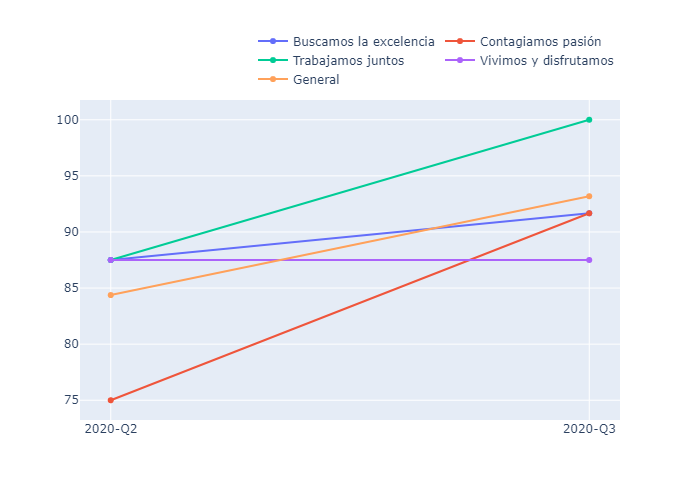 Buscamos la excelencia Contagiamos pasión
Trabajamos juntos Vivimos y disfrutamos
General
100
95
90
85
80
75
2020-Q2 2020-Q3